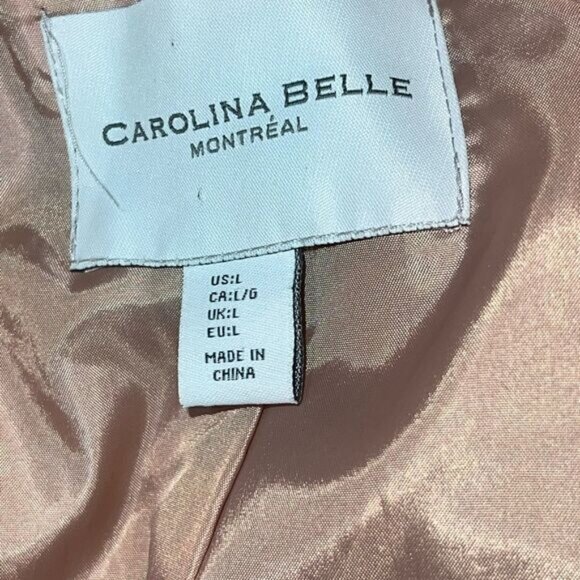 CAROLINA BELLE
MONTRÉAL
US:L
CA:L/G
UK:L
EU:L
MADE IN
CHINA